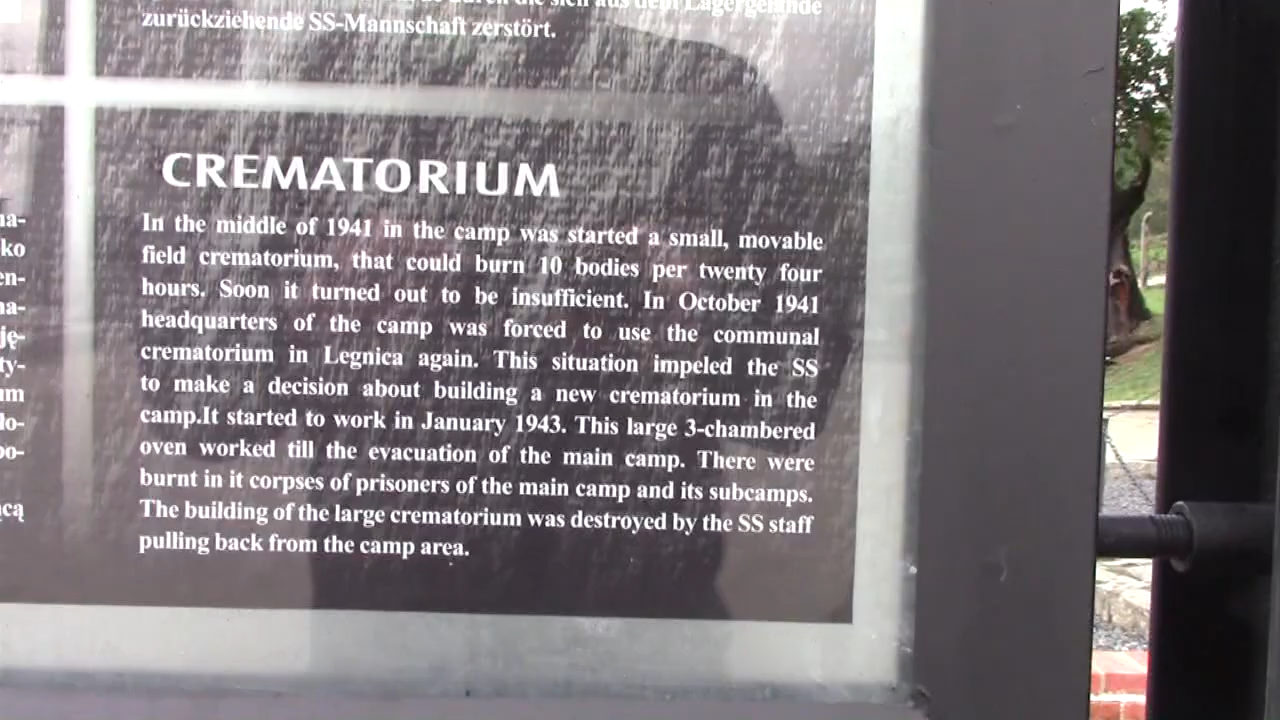 aus dem Lagergelände
zurückziehende SS-Mannschaft zerstört.
CREMATORIUM
In the middle of 1941 in the camp was started a small, movable
field crematorium, that could burn 10 bodies per twenty four
hours. Soon it turned out to be insufficient. In October 1941
headquarters of the camp was forced to use the communal
crematorium in Legnica again. This situation impeled the SS
to make a decision about building a new crematorium in the
camp.It started to work in January 1943. This large 3-chambered
oven worked till the evacuation of the main camp. There were
burnt in it corpses of prisoners of the main camp and its subcamps.
The building of the large crematorium was destroyed by the SS staff
pulling back from the camp area.